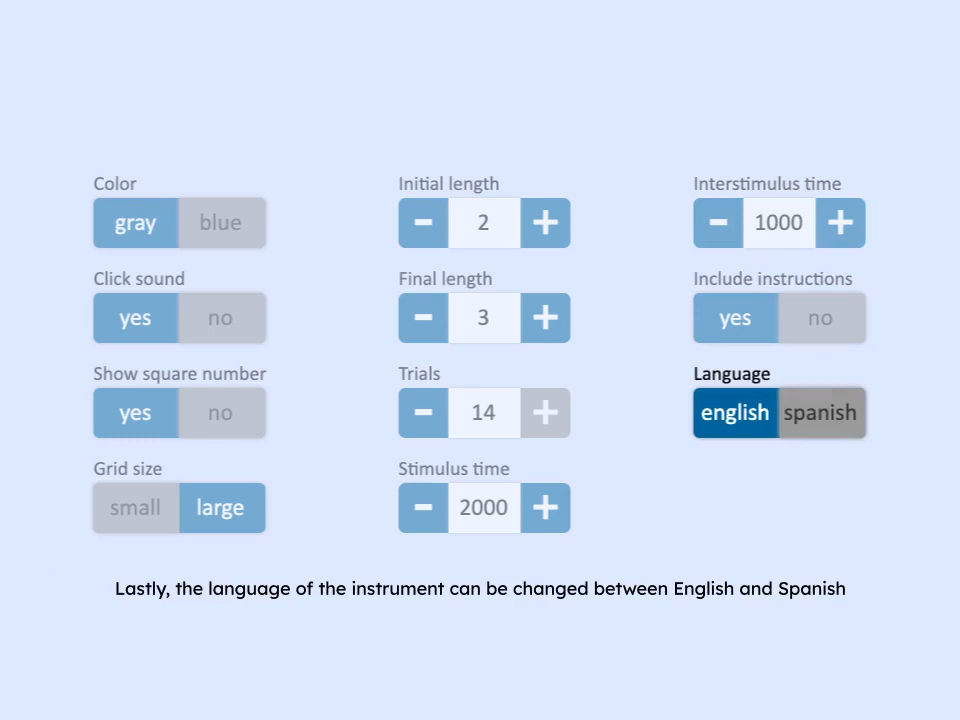 Color
gray blue
Click sound
yes no
Show square number
yes no
Grid size
small large
Initial length
- 2 +
Final length
- 3 +
Trials
- 14 +
Stimulus time
- 2000 +
Interstimulus time
- 1000 +
Include instructions
yes no
Language
english spanish
Lastly, the language of the instrument can be changed between English and Spanish